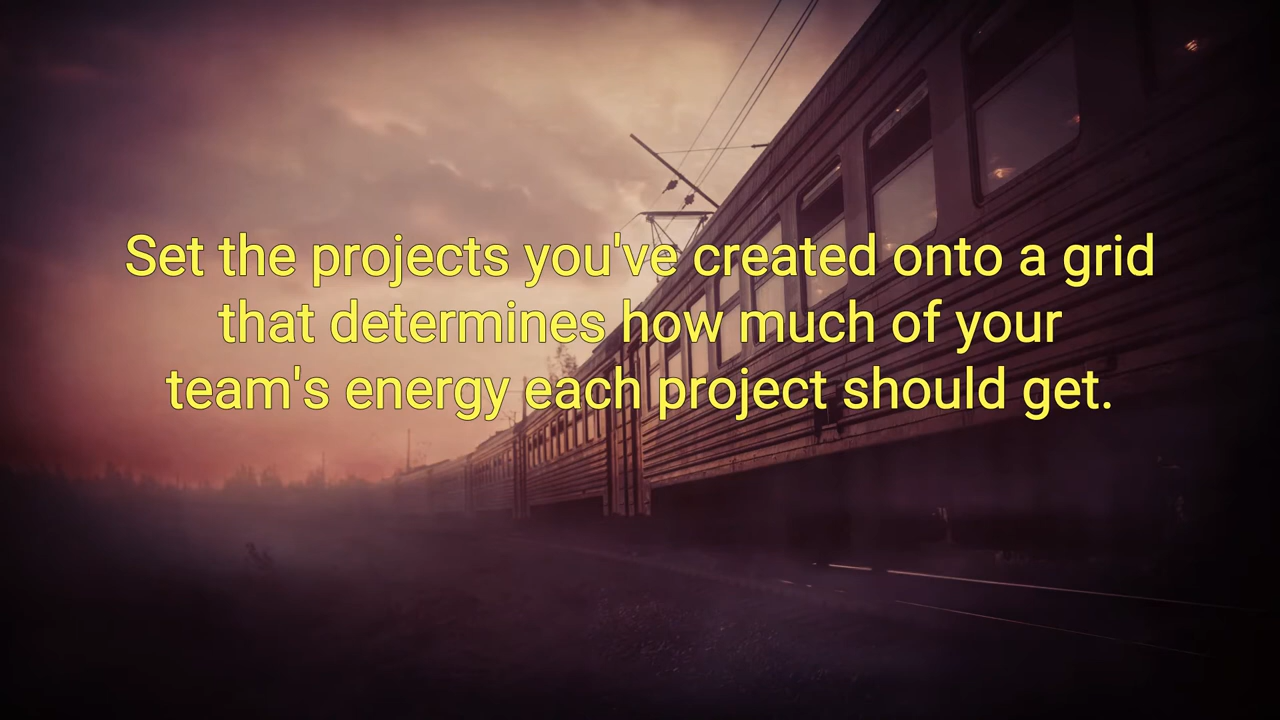 Set the projects you've created onto a grid
that determines how much of your
team's energy each project should get.